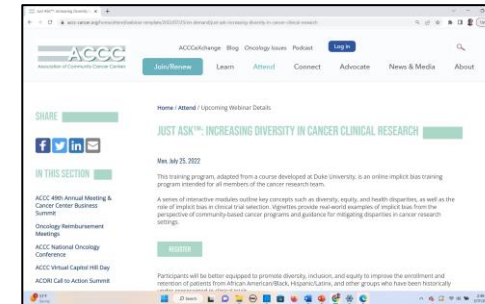 JUST ASK™: Increasing Diversity in
ACCCeXchange Blog Oncology Issues Podcast Log in
ACCC
Association of Community Cancer Centers
Join/Renew Learn Attend Connect Advocate News & Media About
Home / Attend / Upcoming Webinar Details
SHARE
JUST ASK™: INCREASING DIVERSITY IN CANCER CLINICAL RESEARCH
Mon, July 25, 2022
This training program, adapted from a course developed at Duke University, is an online implicit bias training
program intended for all members of the cancer research team.
IN THIS SECTION
A series of interactive modules outline key concepts such as diversity, equity, and health disparities, as well as the
role of implicit bias in clinical trial selection. Vignettes provide real-world examples of implicit bias from the
perspective of community-based cancer programs and guidance for mitigating disparities in cancer research
settings.
ACCC 49th Annual Meeting &
Cancer Center Business
Summit
Oncology Reimbursement
Meetings
REGISTER
ACCC National Oncology
Conference
ACCC Virtual Capitol Hill Day
ACORI Call to Action Summit
Participants will be better equipped to promote diversity, inclusion, and equity to improve the enrollment and
retention of patients from African American/Black, Hispanic/Latinx, and other groups who have been historically